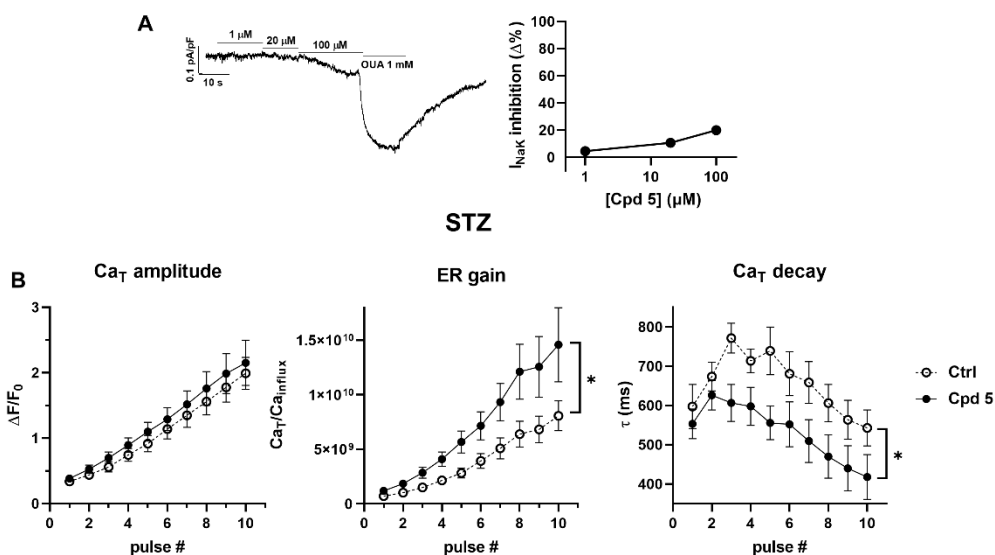 A
1 µM
20 µM
100 µM
OUA 1 mM
0.1 pA/pF
10 s
I_NaK inhibition (Δ%)
100
80
60
40
20
0
1
10
100
[Cpd 5] (µM)
STZ
B
Ca_T amplitude
ΔF/F_0
3
2
1
0
0
2
4
6
8
10
pulse #
ER gain
Ca_T/Ca_influx
1.5×10^10
1.0×10^10
5×10^9
0
0
2
4
6
8
10
pulse #
*
Ca_T decay
τ (ms)
800
700
600
500
400
0
2
4
6
8
10
pulse #
*
Ctrl
Cpd 5